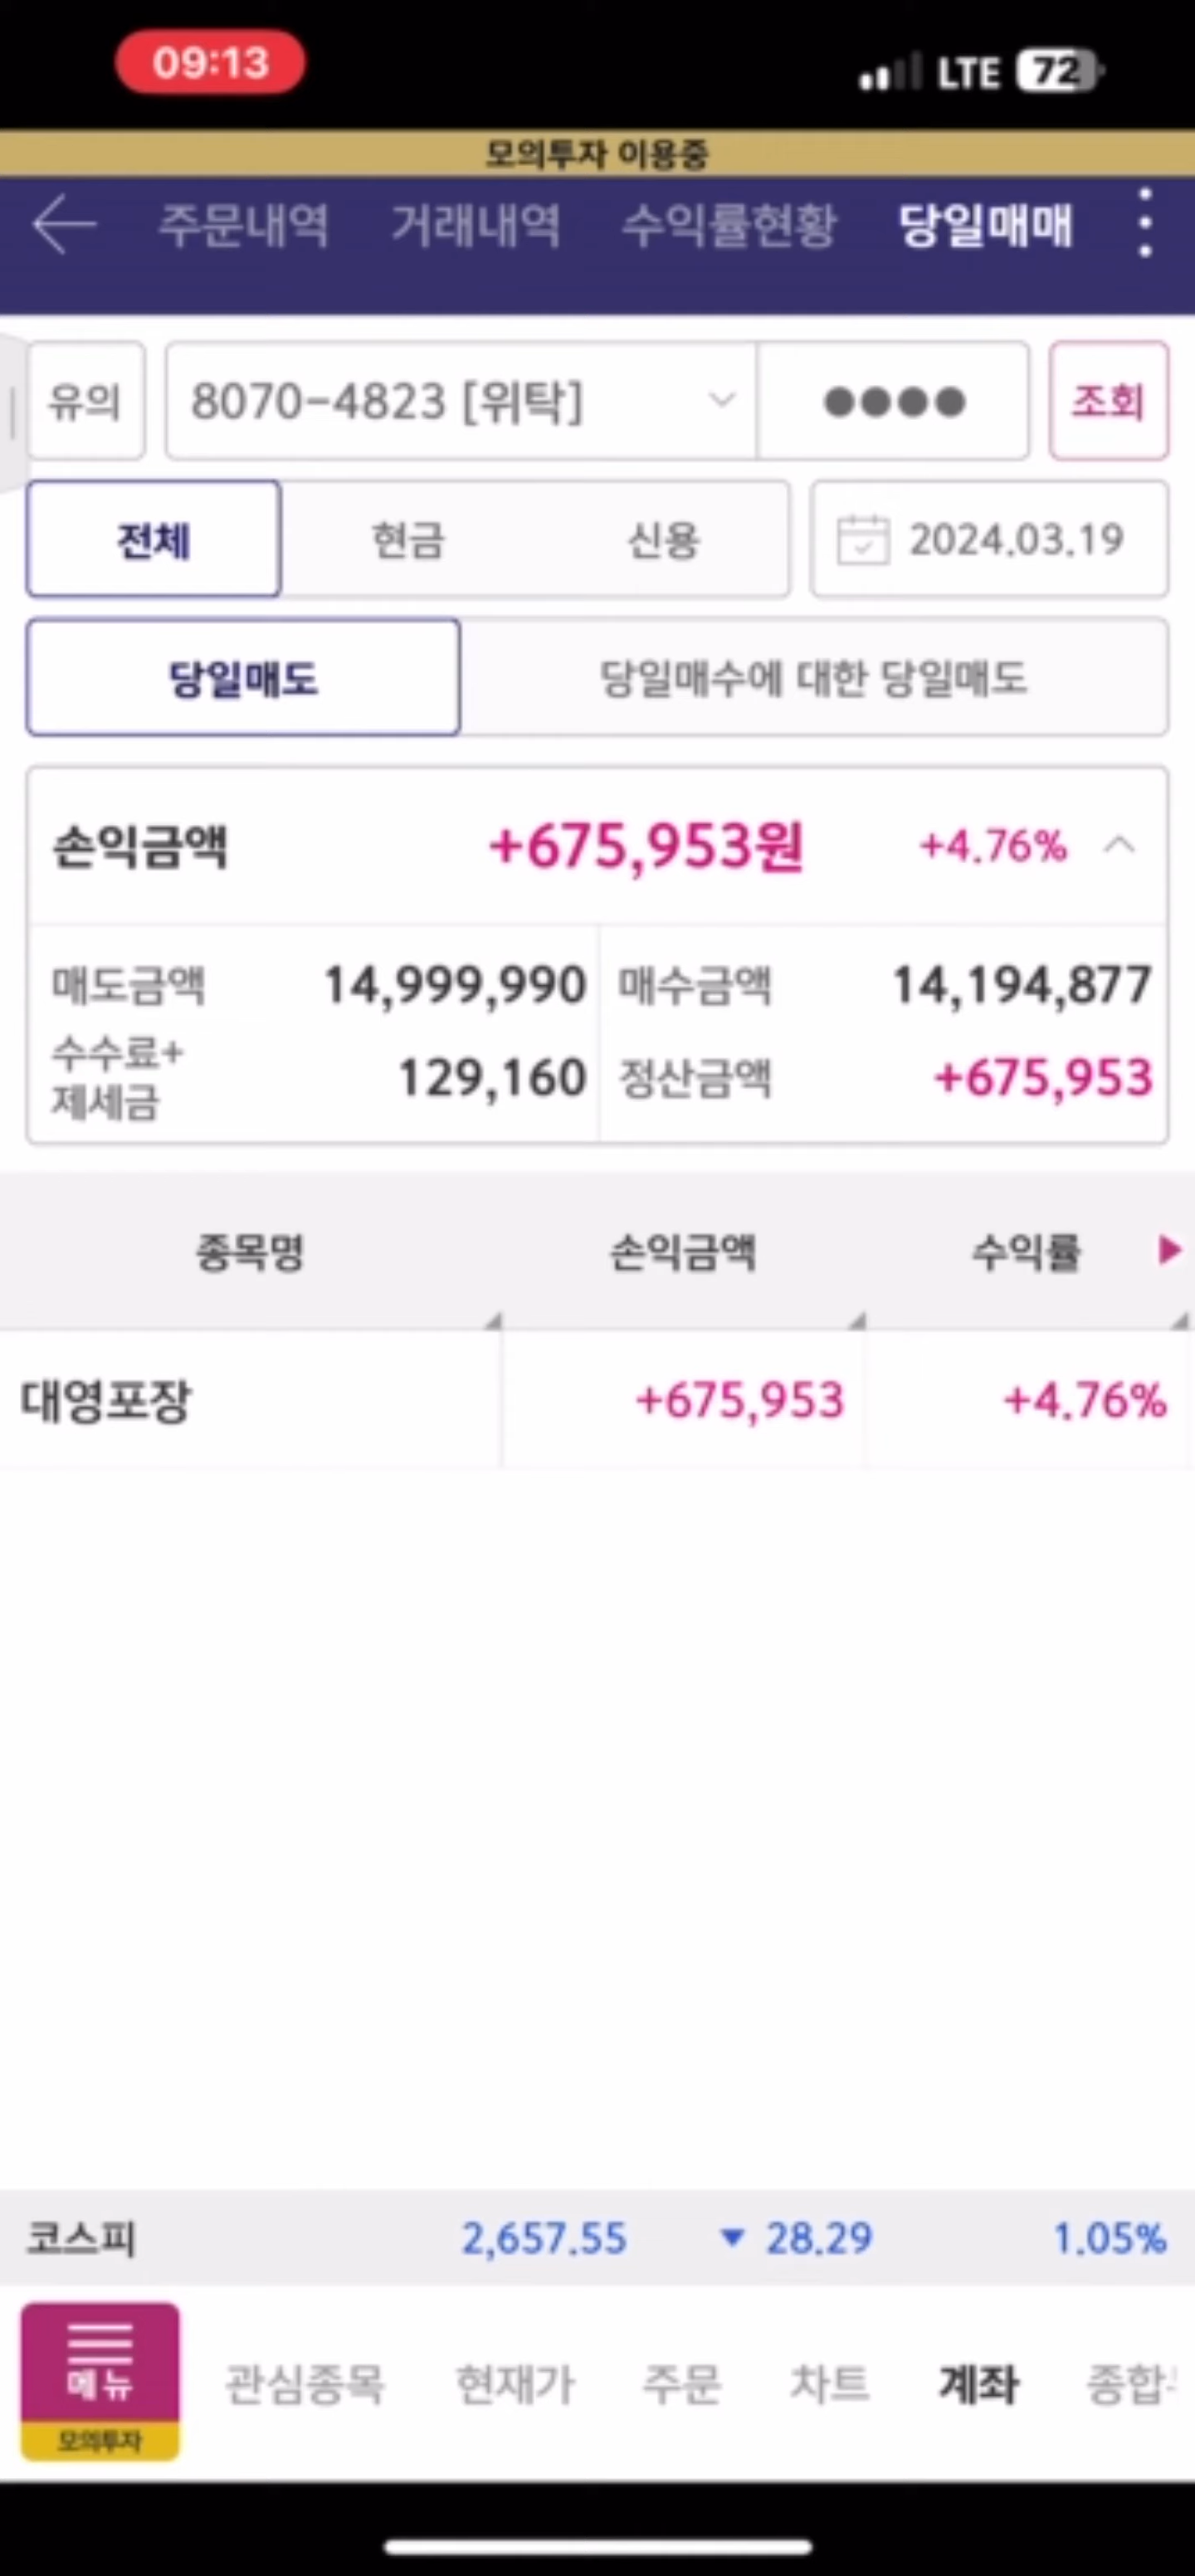 09:13
LTE 72
모의투자 이용중
주문내역 거래내역 수익률현황 당일매매
유의 8070-4823 [위탁] ●●●● 조회
전체 현금 신용 2024.03.19
당일매도 당일매수에 대한 당일매도
손익금액 +675,953원 +4.76%
매도금액 14,999,990 매수금액 14,194,877
수수료+
제세금 129,160 정산금액 +675,953
종목명 손익금액 수익률
대영포장 +675,953 +4.76%
코스피 2,657.55 ▼ 28.29 1.05%
메뉴
모의투자
관심종목 현재가 주문 차트 계좌 종합